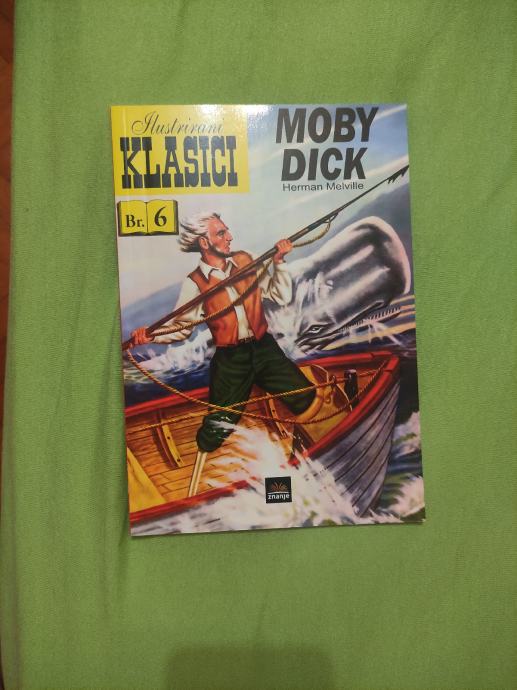 Ilustrirani
KLASICI
Br. 6
MOBY
DICK
Herman Melville
znanje